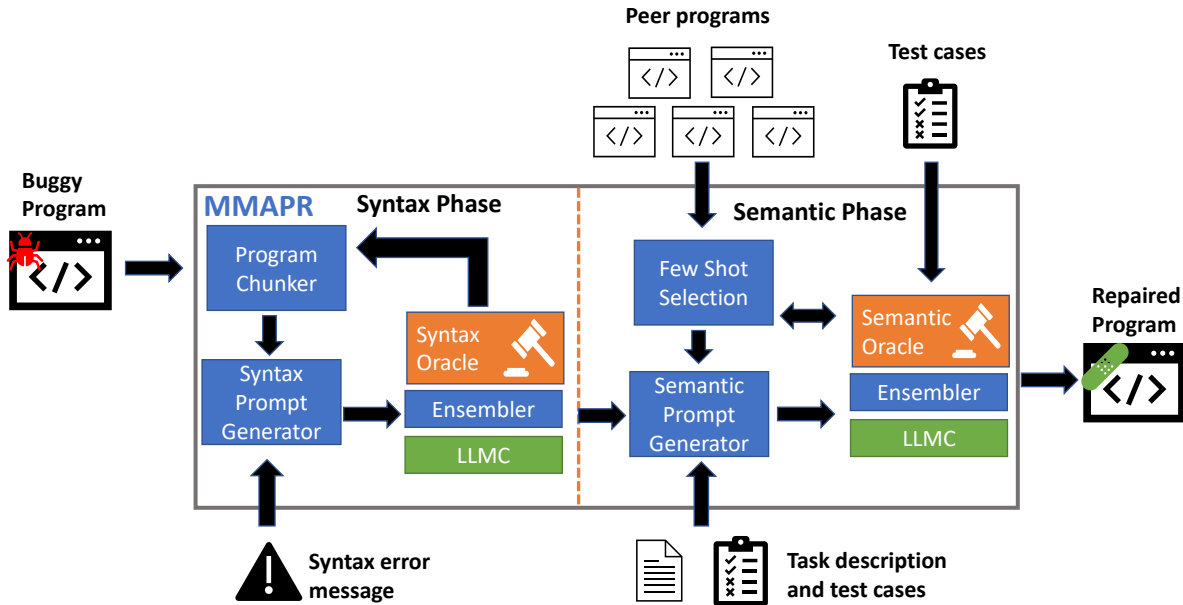 Peer programs
Test cases
</>
</>
</>
</>
</>
Buggy
Program
</>
MMAPR
Syntax Phase
Semantic Phase
Program
Chunker
Few Shot
Selection
Syntax
Oracle
Semantic
Oracle
Repaired
Program
</>
Syntax
Prompt
Generator
Ensembler
LLMC
Semantic
Prompt
Generator
Ensembler
LLMC
Syntax error
message
Task description
and test cases